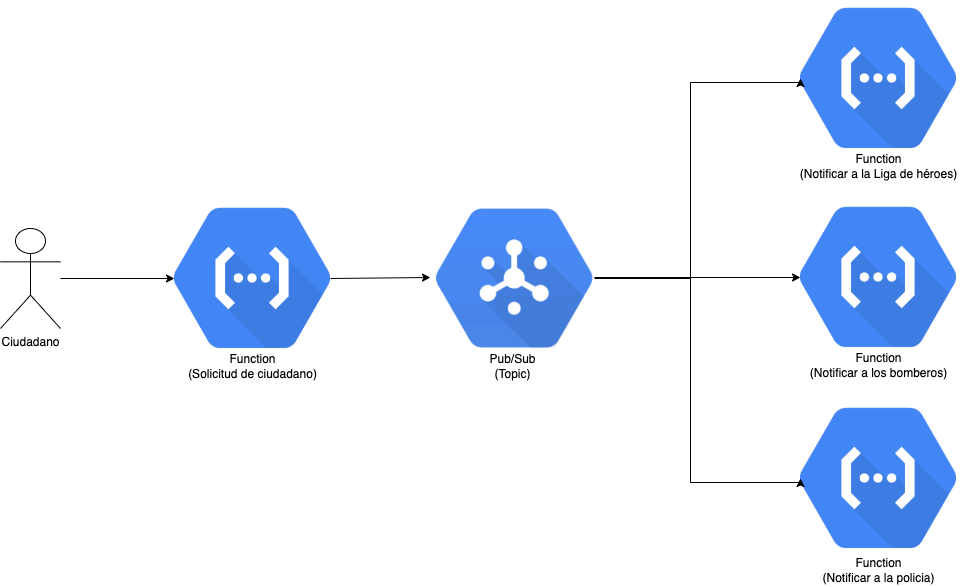 Ciudadano
Function
(Solicitud de ciudadano)
Pub/Sub
(Topic)
Function
(Notificar a la Liga de héroes)
Function
(Notificar a los bomberos)
Function
(Notificar a la policia)